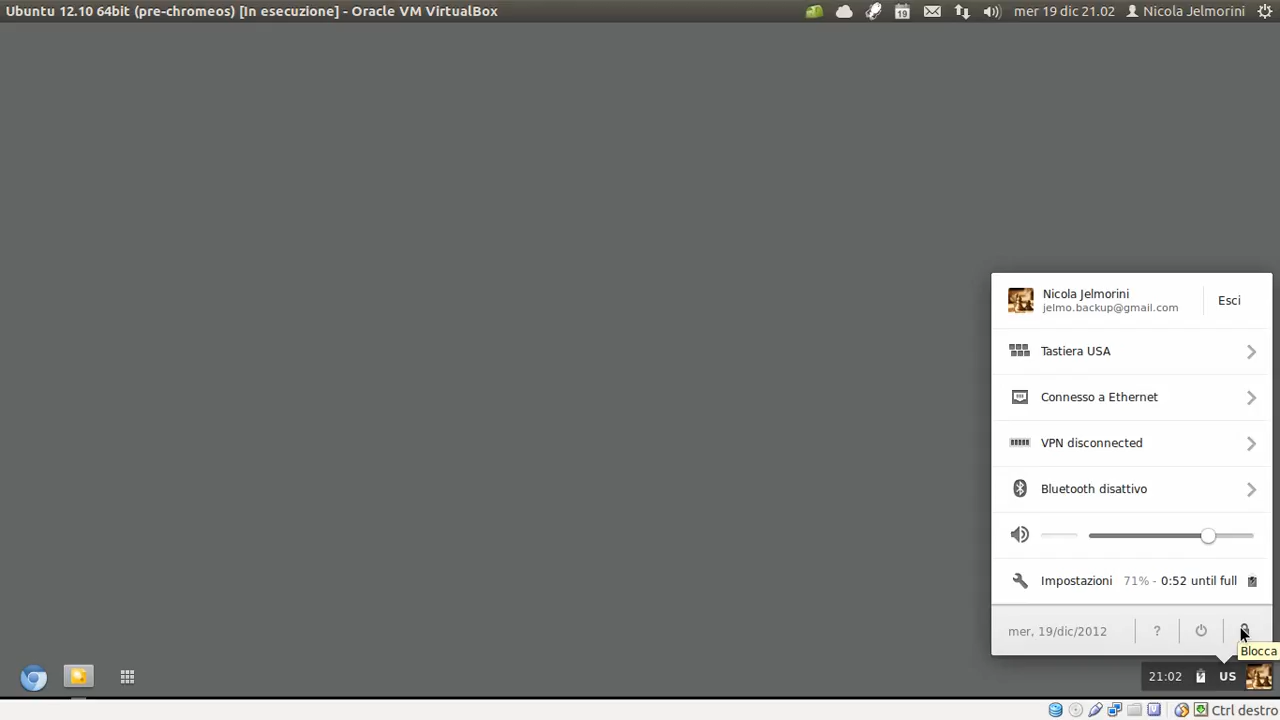 Ubuntu 12.10 64bit (pre-chromeos) [In esecuzione] - Oracle VM VirtualBox
19
mer 19 dic 21.02
Nicola Jelmorini
Nicola Jelmorini
jelmo.backup@gmail.com
Esci
Tastiera USA
Connesso a Ethernet
VPN disconnected
Bluetooth disattivo
Impostazioni 71% - 0:52 until full
mer, 19/dic/2012
?
Blocca
21:02
US
Ctrl destro